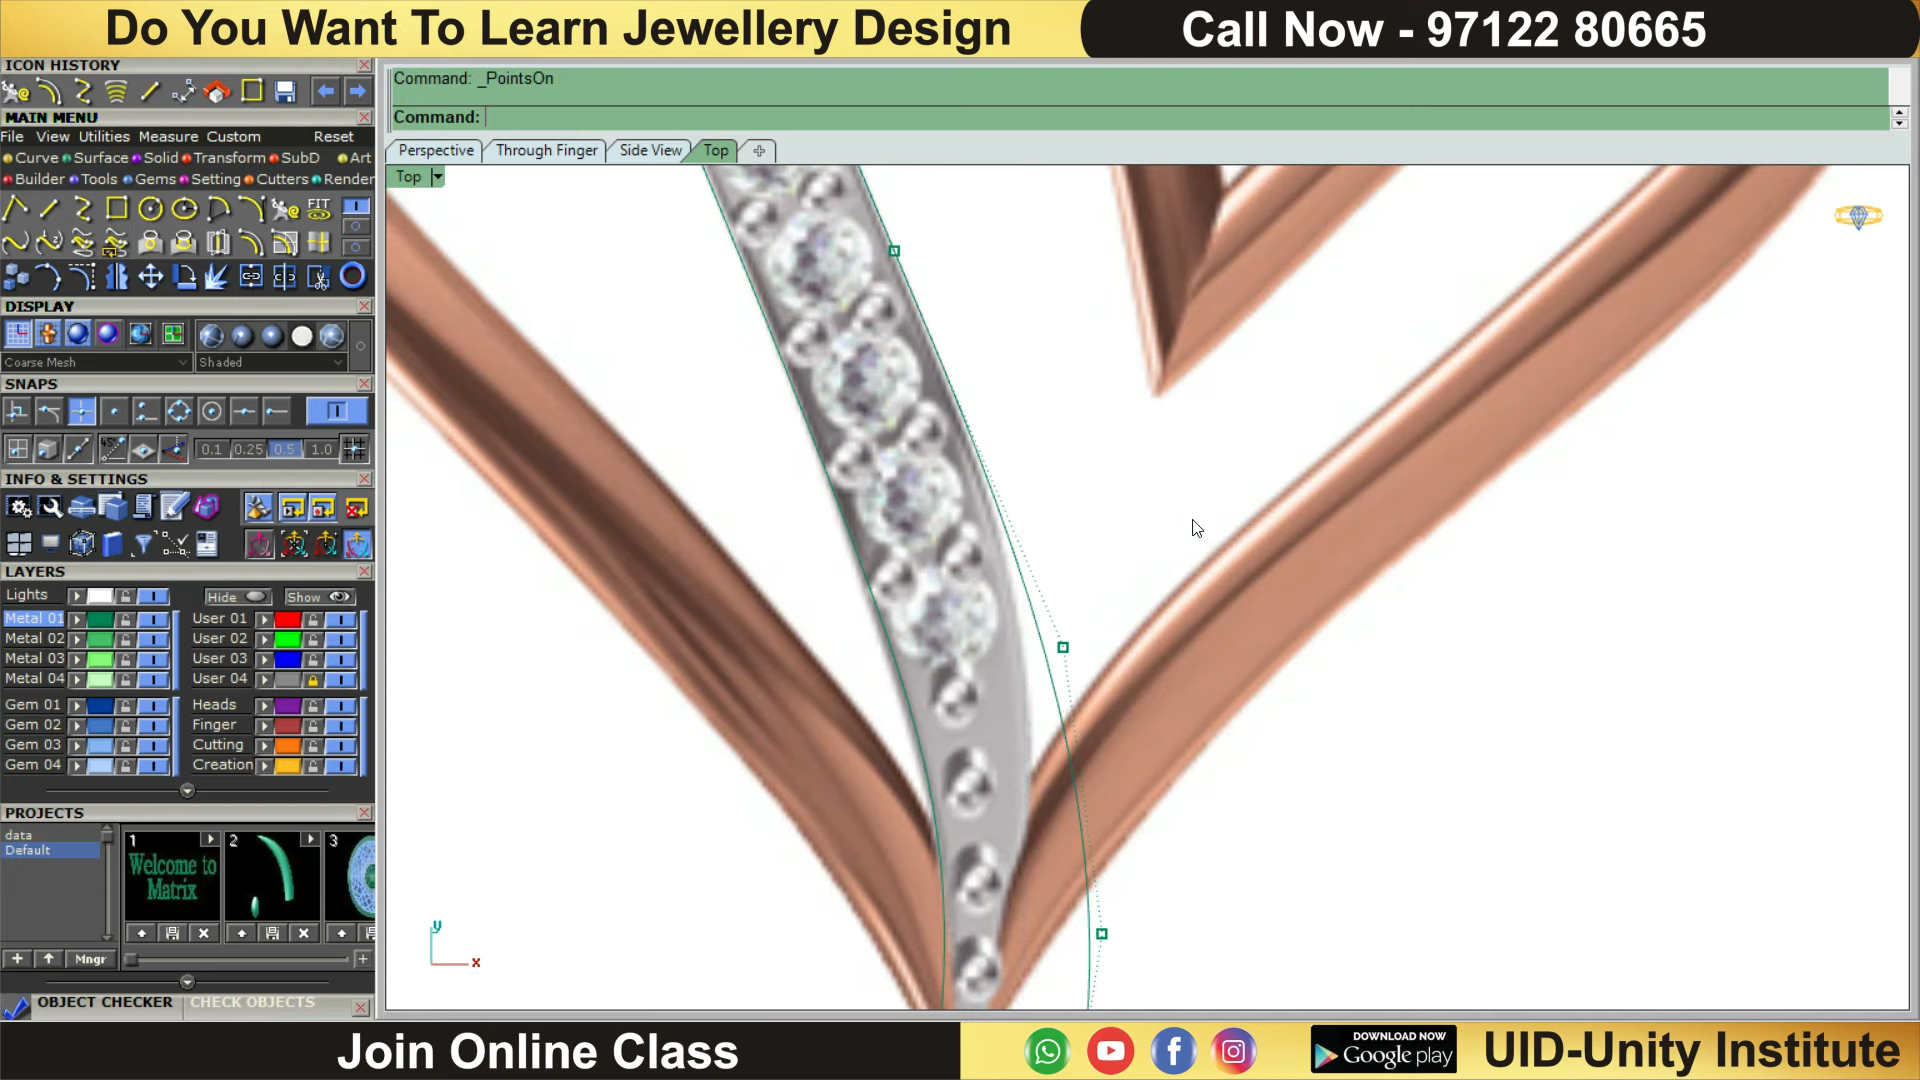 Do You Want To Learn Jewellery Design
Call Now - 97122 80665
ICON HISTORY
MAIN MENU
File View Utilities Measure Custom Reset
Curve Surface Solid Transform SubD Art
Builder Tools Gems Setting Cutters Render
FIT
DISPLAY
Coarse Mesh Shaded
SNAPS
45°
0.1 0.25 0.5 1.0
INFO & SETTINGS
LAYERS
Lights Hide Show
Metal 01 User 01
Metal 02 User 02
Metal 03 User 03
Metal 04 User 04
Gem 01 Heads
Gem 02 Finger
Gem 03 Cutting
Gem 04 Creation
PROJECTS
data
Default
1 2 3
Welcome to
Matrix
Mngr
OBJECT CHECKER CHECK OBJECTS
Command: _PointsOn
Command:
Perspective Through Finger Side View Top
Top
y
x
Join Online Class
DOWNLOAD NOW
Google play
UID-Unity Institute